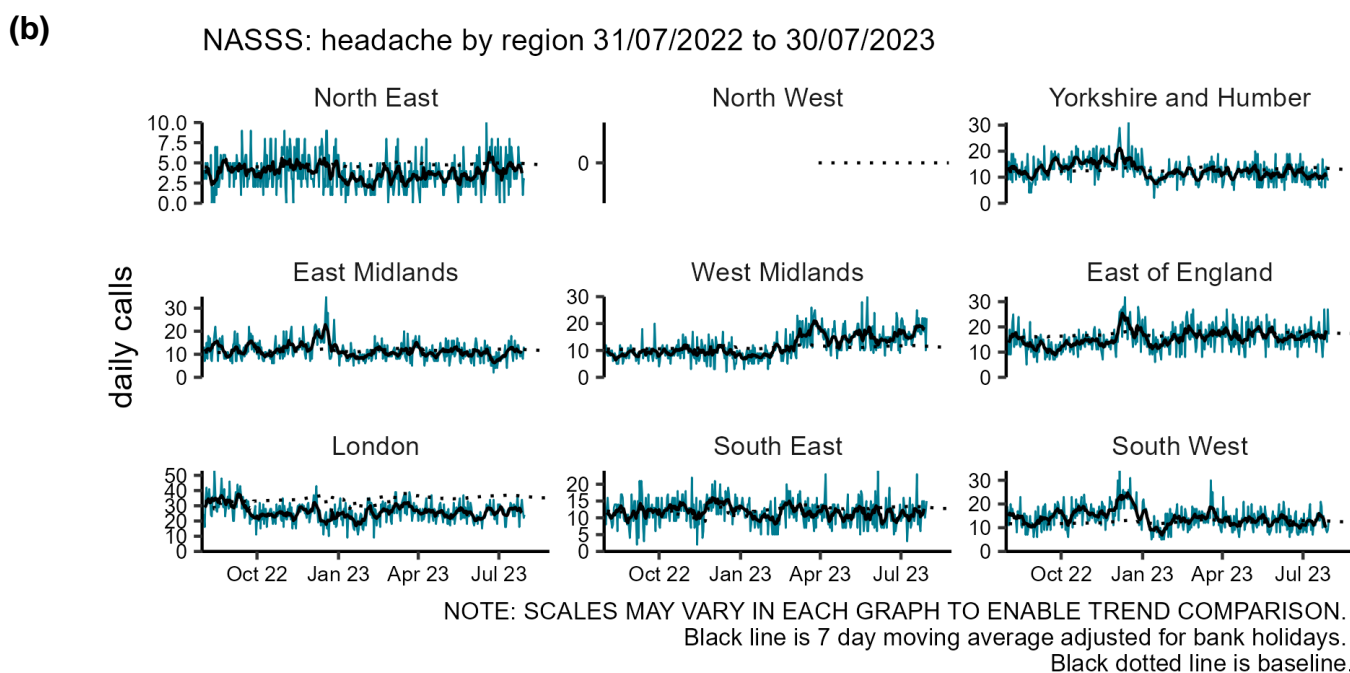 (b)
NASSS: headache by region 31/07/2022 to 30/07/2023
North East
North West
Yorkshire and Humber
10.0
7.5
5.0
2.5
0.0
0
30
20
10
0
daily calls
East Midlands
West Midlands
East of England
30
20
10
0
30
20
10
0
30
20
10
0
London
South East
South West
50
40
30
20
10
0
20
15
10
5
0
30
20
10
0
Oct 22 Jan 23 Apr 23 Jul 23
Oct 22 Jan 23 Apr 23 Jul 23
Oct 22 Jan 23 Apr 23 Jul 23
NOTE: SCALES MAY VARY IN EACH GRAPH TO ENABLE TREND COMPARISON.
Black line is 7 day moving average adjusted for bank holidays.
Black dotted line is baseline.